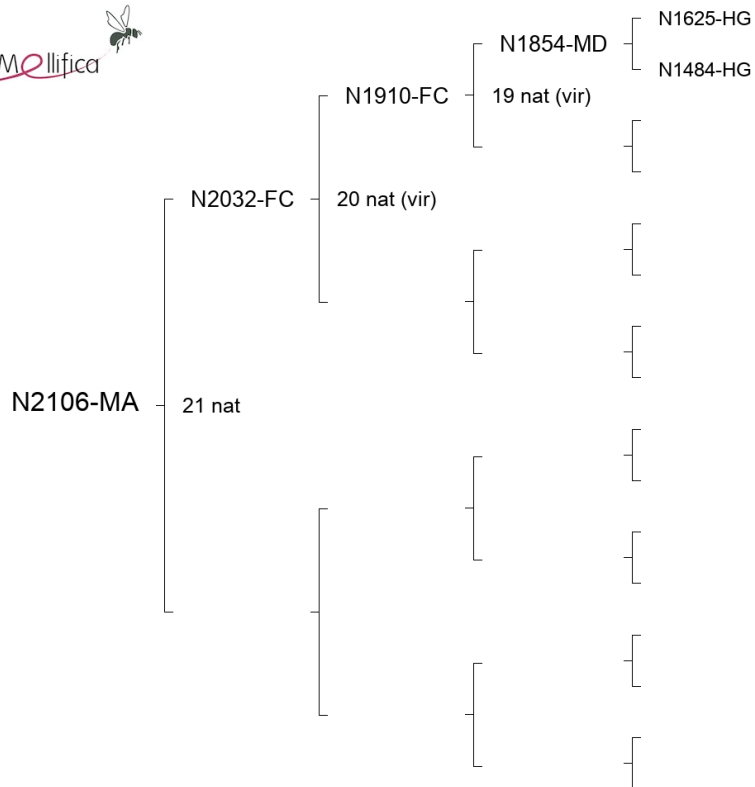 Mellifica
N1625-HG
N1854-MD
N1484-HG
N1910-FC
19 nat (vir)
N2032-FC
20 nat (vir)
N2106-MA
21 nat